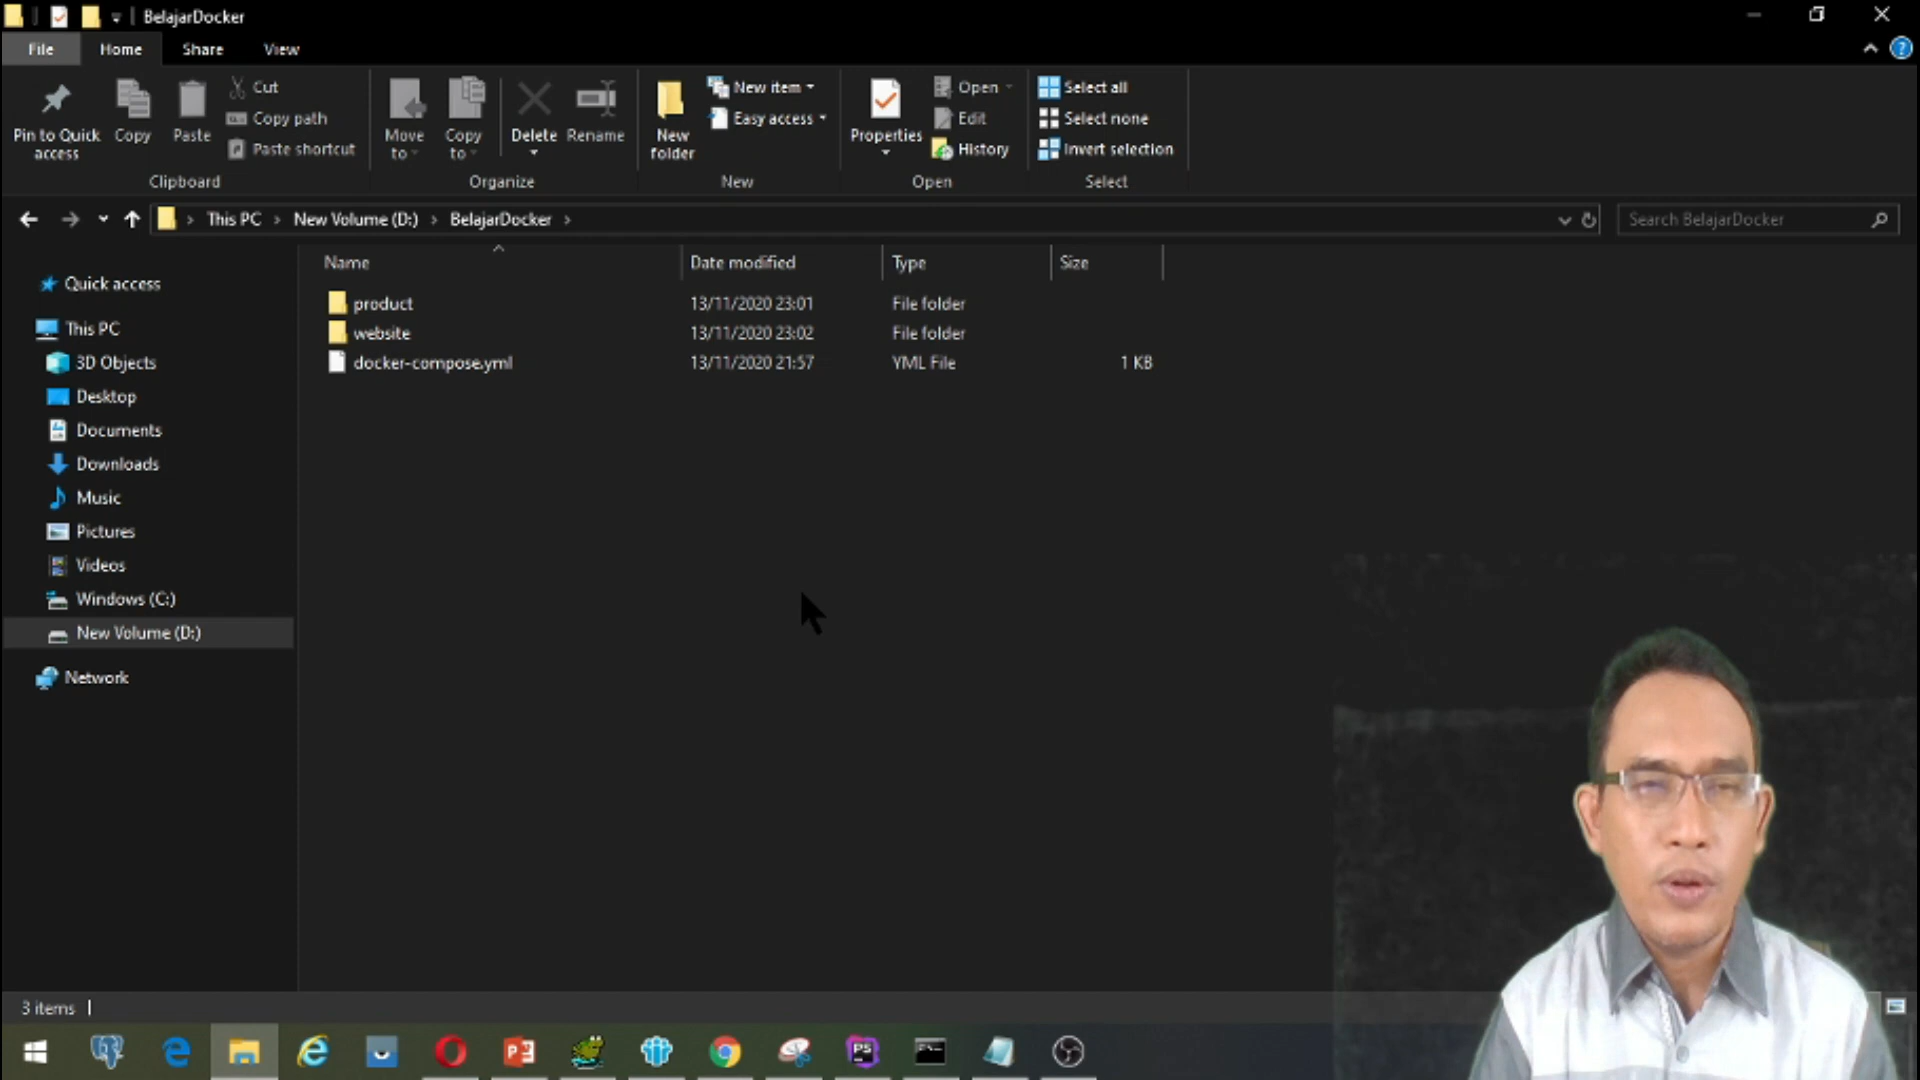 BelajarDocker
File Home Share View
Pin to Quick access
Copy
Paste
Cut
Copy path
Paste shortcut
Clipboard
Move to
Copy to
Delete
Rename
Organize
New folder
New item
Easy access
New
Properties
Open
Edit
History
Open
Select all
Select none
Invert selection
Select
This PC > New Volume (D:) > BelajarDocker >
Search BelajarDocker
Name Date modified Type Size
product 13/11/2020 23:01 File folder
website 13/11/2020 23:02 File folder
docker-compose.yml 13/11/2020 21:57 YML File 1 KB
Quick access
This PC
3D Objects
Desktop
Documents
Downloads
Music
Pictures
Videos
Windows (C:)
New Volume (D:)
Network
3 items